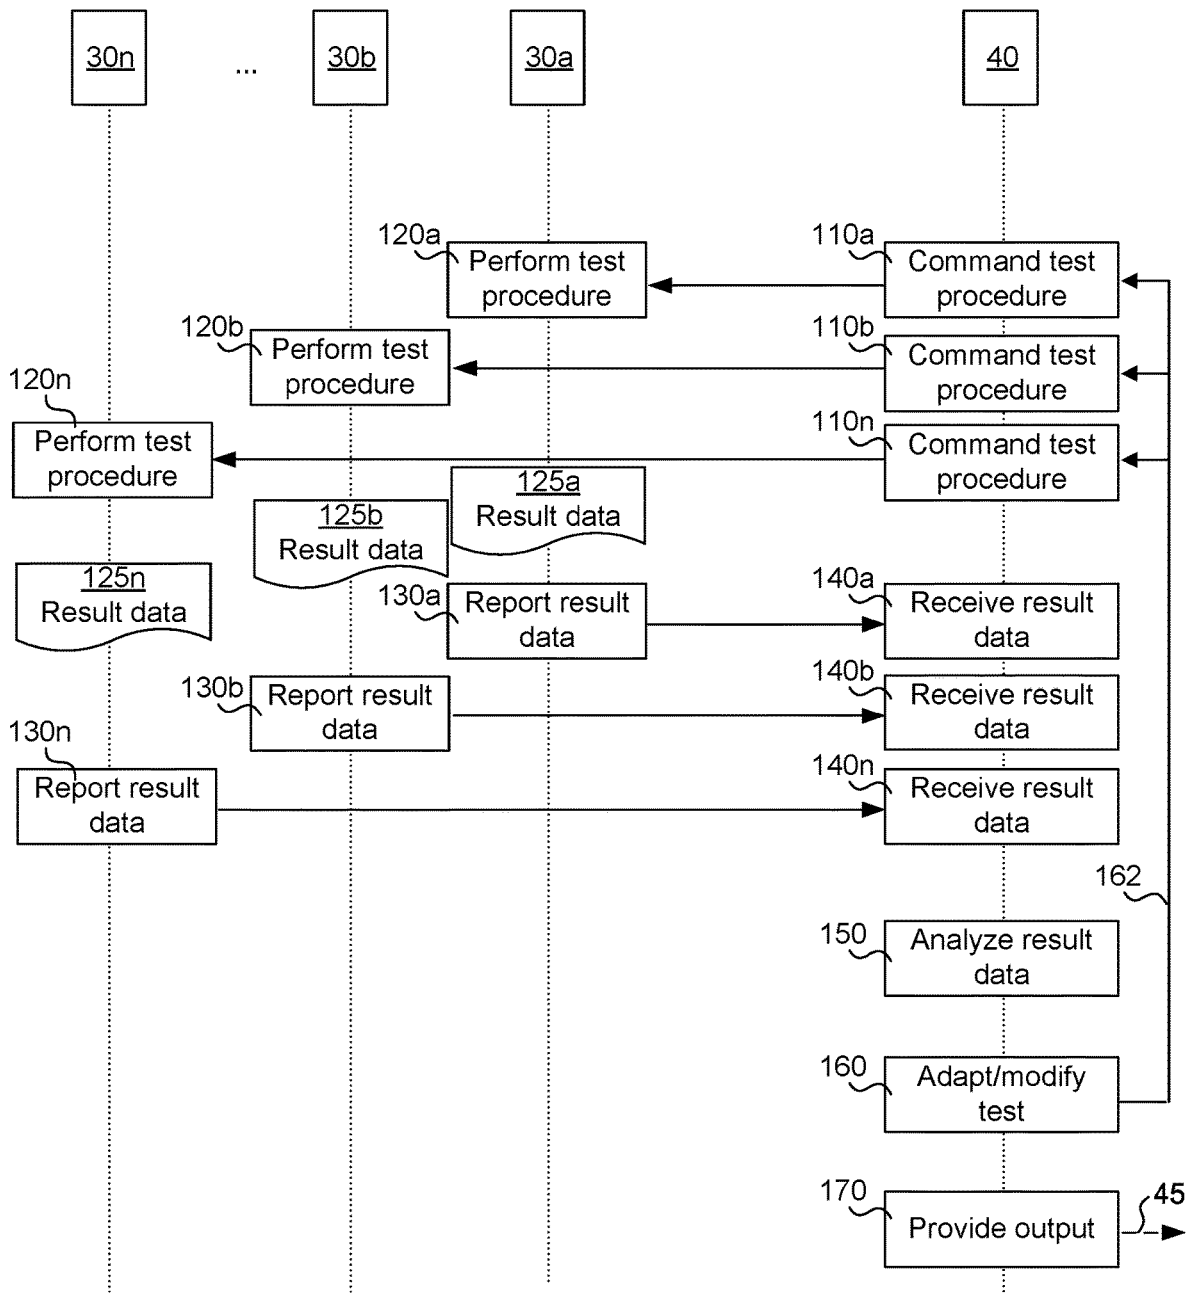 30n
...
30b
30a
40
120a
Perform test
procedure
110a
Command test
procedure
120b
Perform test
procedure
110b
Command test
procedure
120n
Perform test
procedure
110n
Command test
procedure
125a
Result data
125b
Result data
125n
Result data
130a
Report result
data
140a
Receive result
data
130b
Report result
data
140b
Receive result
data
130n
Report result
data
140n
Receive result
data
162
150
Analyze result
data
160
Adapt/modify
test
170
Provide output
45